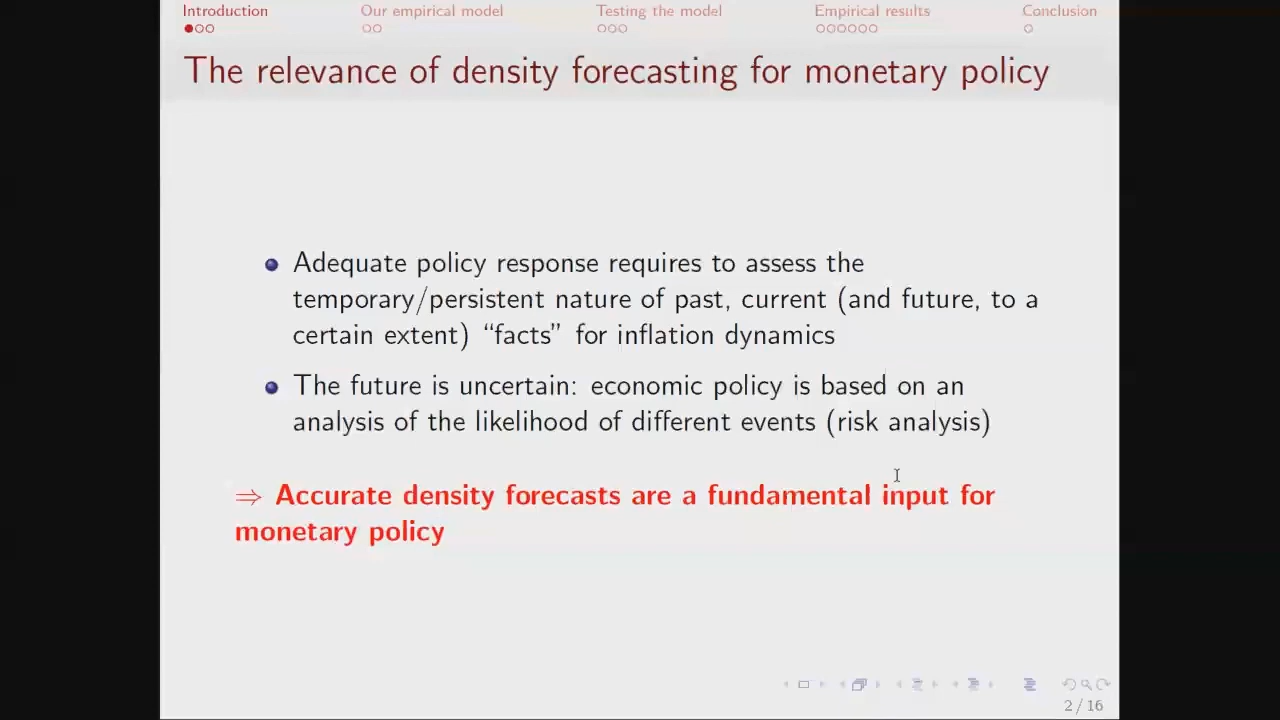 Introduction Our empirical model Testing the model Empirical results Conclusion
The relevance of density forecasting for monetary policy
Adequate policy response requires to assess the
temporary/persistent nature of past, current (and future, to a
certain extent) “facts” for inflation dynamics
The future is uncertain: economic policy is based on an
analysis of the likelihood of different events (risk analysis)
⇒ Accurate density forecasts are a fundamental input for
monetary policy
2 / 16